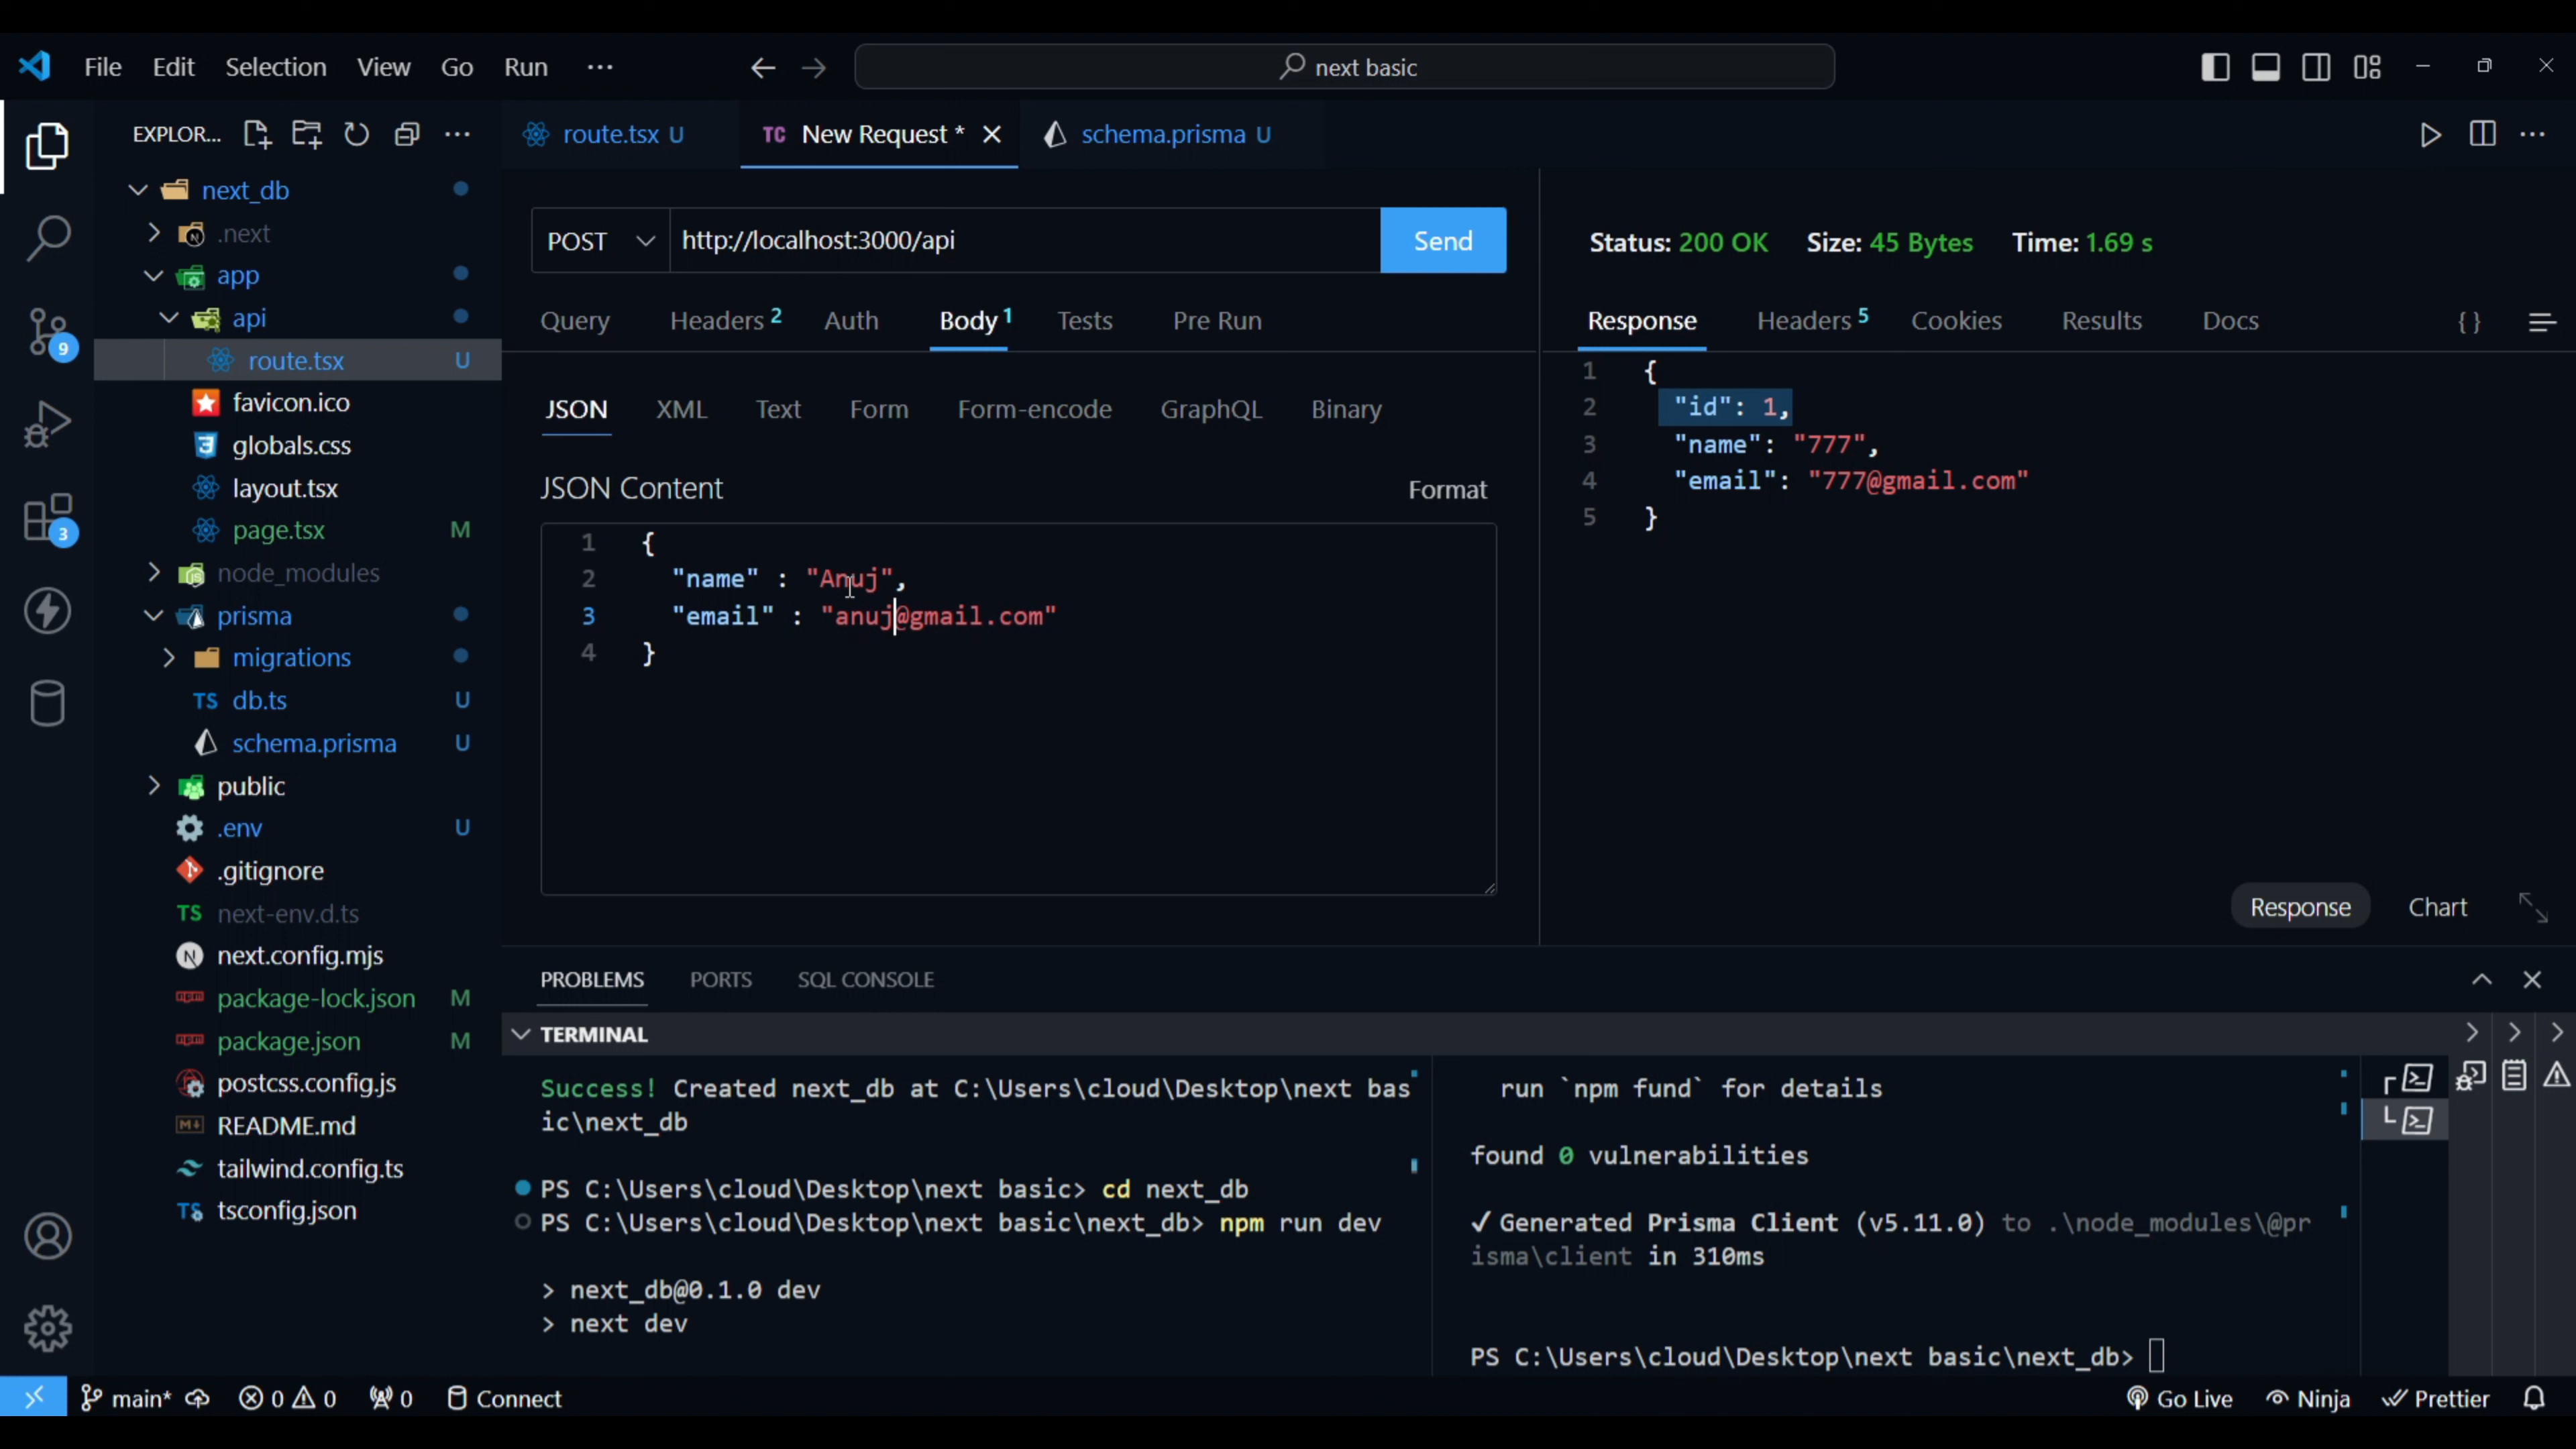 File Edit Selection View Go Run ··· next basic
EXPLOR...
next_db
.next
app
api
route.tsx U
favicon.ico
globals.css
layout.tsx
page.tsx M
node_modules
prisma
migrations
TS db.ts U
schema.prisma U
public
.env U
.gitignore
TS next-env.d.ts
next.config.mjs
package-lock.json M
package.json M
postcss.config.js
README.md
tailwind.config.ts
TS tsconfig.json
9
3
route.tsx U TC New Request * schema.prisma U
POST http://localhost:3000/api Send
Query Headers 2 Auth Body 1 Tests Pre Run
JSON XML Text Form Form-encode GraphQL Binary
JSON Content Format
1 {
2 "name" : "Anuj",
3 "email" : "anuj@gmail.com"
4 }
Status: 200 OK Size: 45 Bytes Time: 1.69 s
Response Headers 5 Cookies Results Docs { }
1 {
2 "id": 1,
3 "name": "777",
4 "email": "777@gmail.com"
5 }
Response Chart
PROBLEMS PORTS SQL CONSOLE
TERMINAL
Success! Created next_db at C:\Users\cloud\Desktop\next bas
ic\next_db
PS C:\Users\cloud\Desktop\next basic> cd next_db
PS C:\Users\cloud\Desktop\next basic\next_db> npm run dev
> next_db@0.1.0 dev
> next dev
run `npm fund` for details
found 0 vulnerabilities
✓ Generated Prisma Client (v5.11.0) to .\node_modules\@pr
isma\client in 310ms
PS C:\Users\cloud\Desktop\next basic\next_db>
main* 0 0 0 Connect Go Live Ninja Prettier